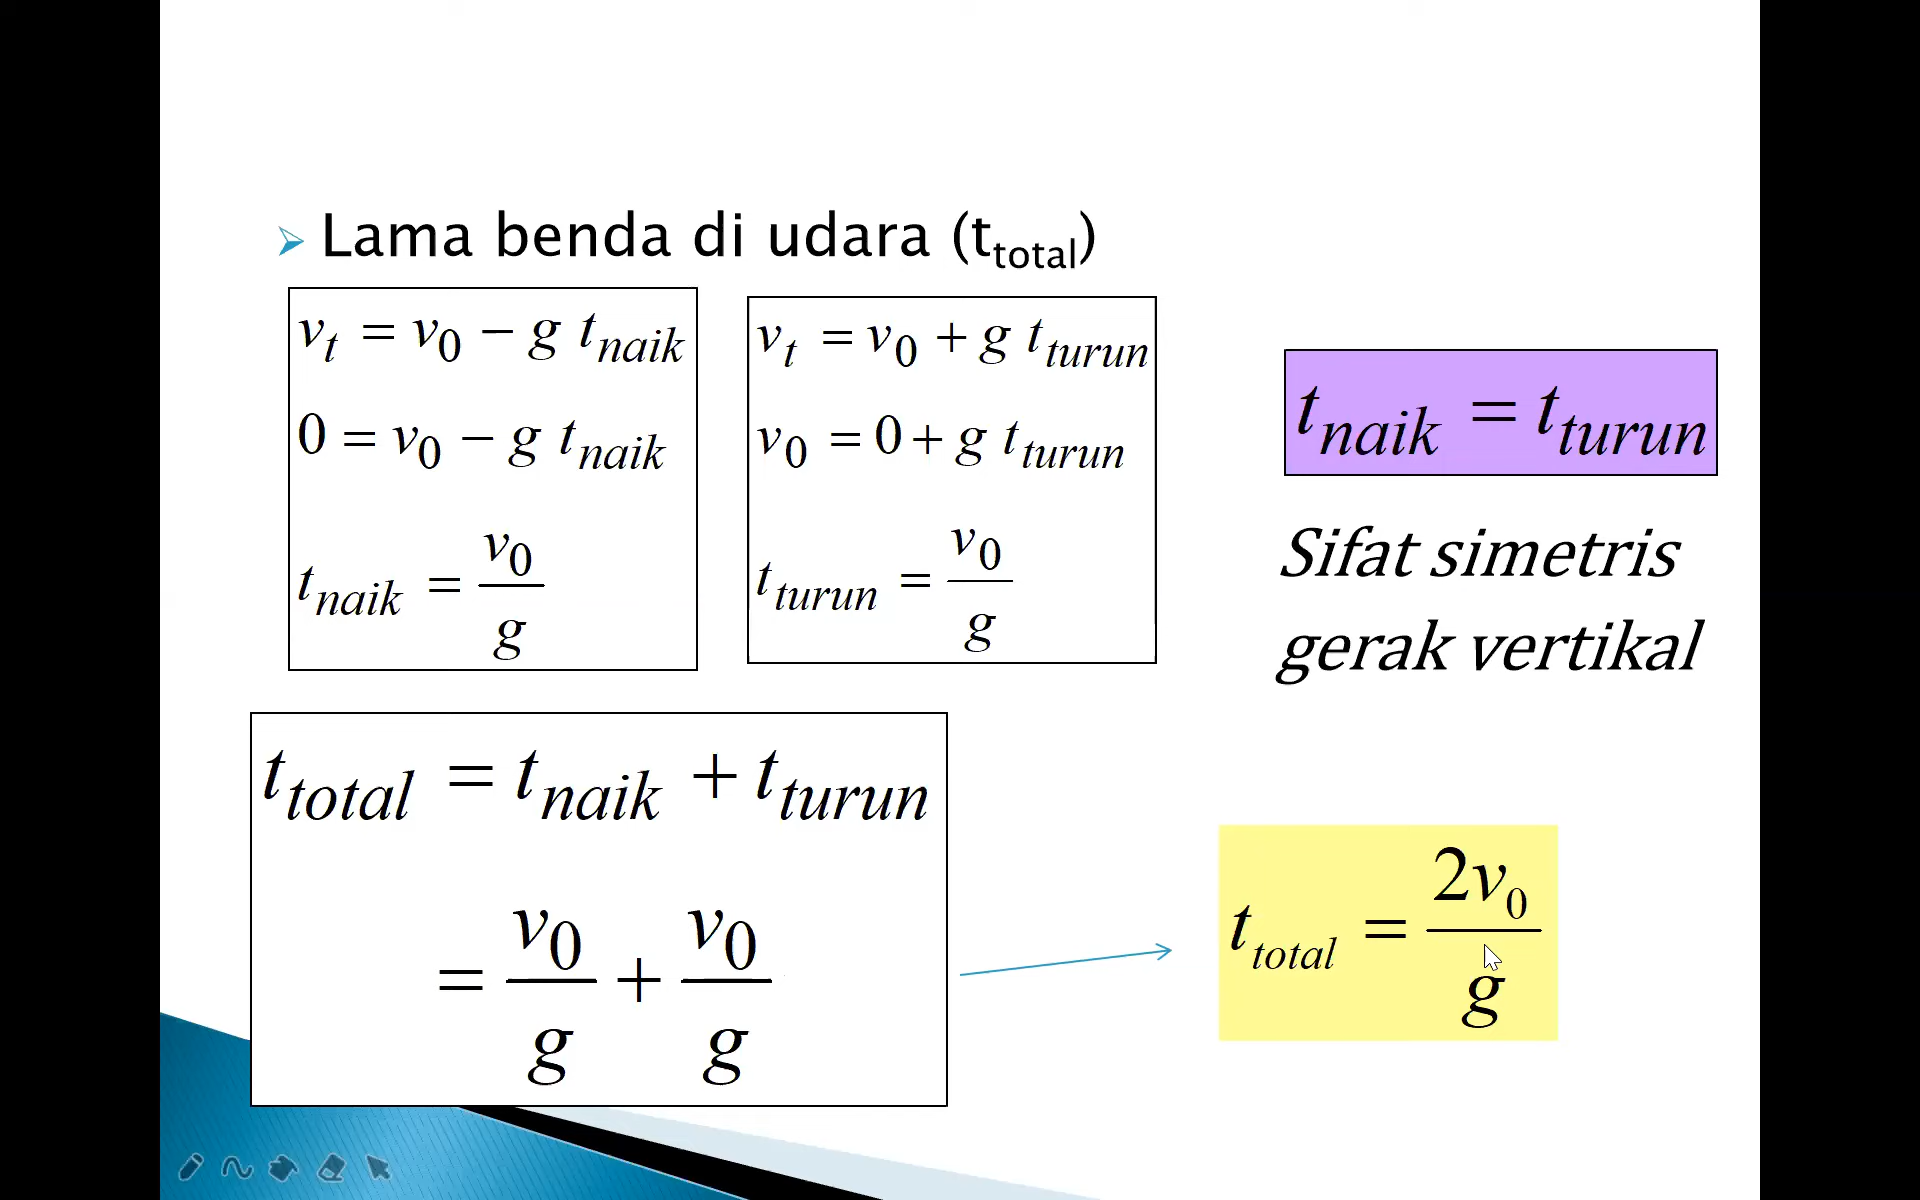 Lama benda di udara (t_total)
v_t = v_0 − g t_naik
0 = v_0 − g t_naik
t_naik = v_0 / g
v_t = v_0 + g t_turun
v_0 = 0 + g t_turun
t_turun = v_0 / g
t_naik = t_turun
Sifat simetris
gerak vertikal
t_total = t_naik + t_turun
= v_0 / g + v_0 / g
t_total = 2v_0 / g